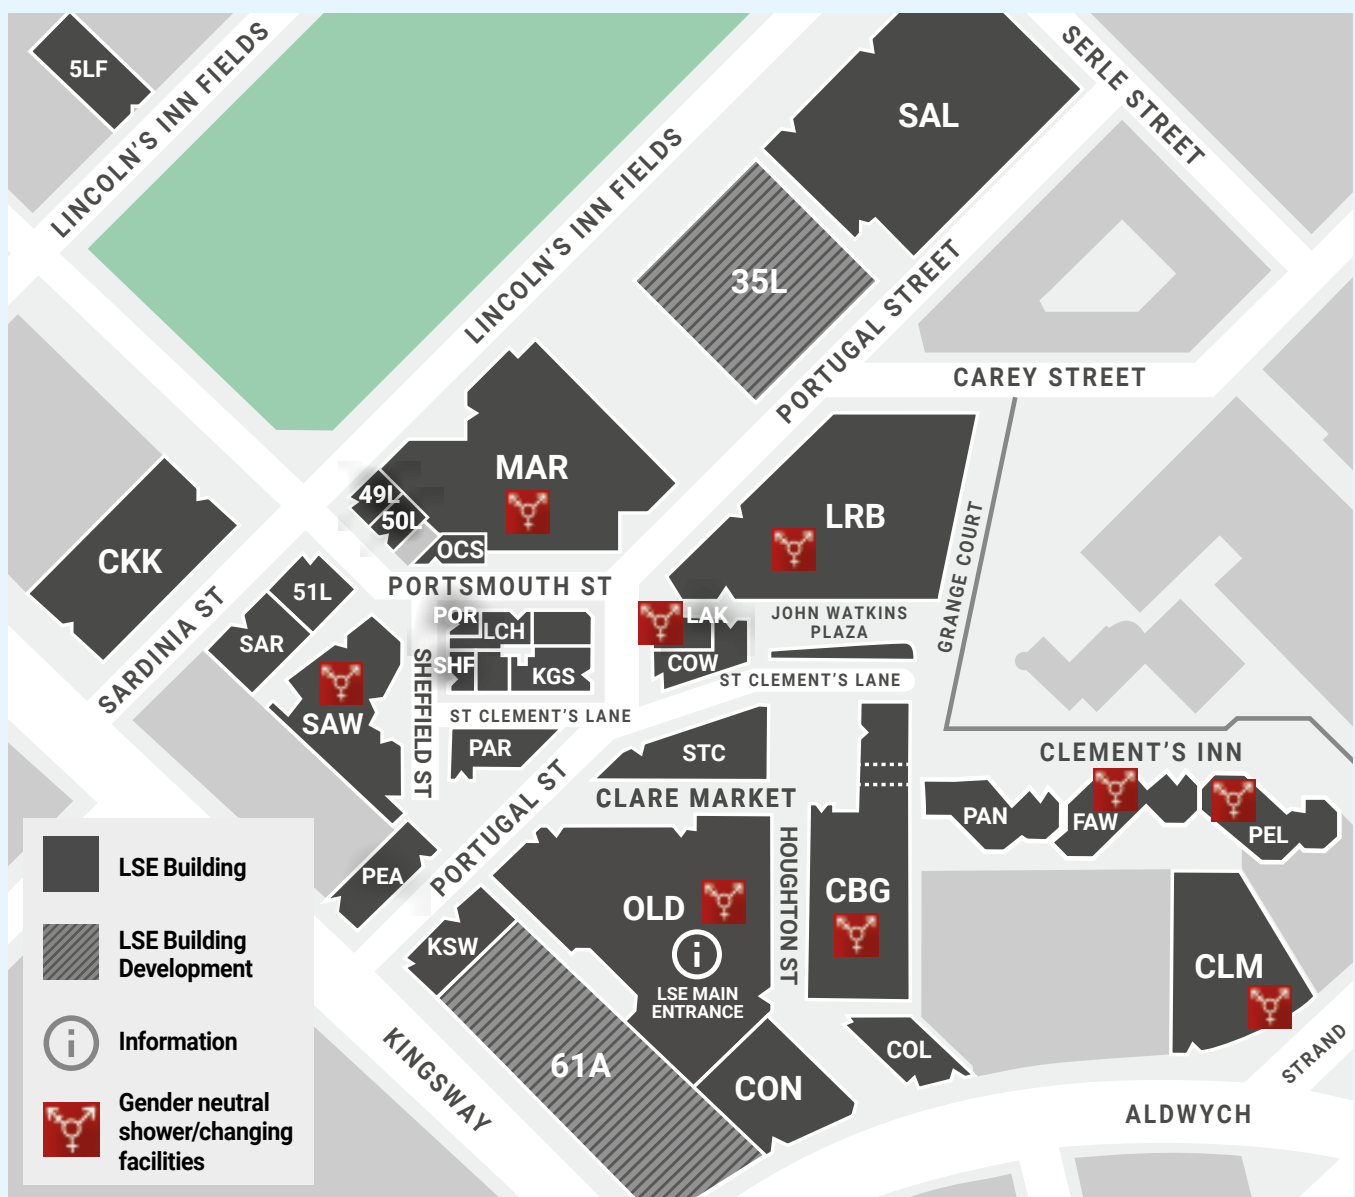 5LF
LINCOLN'S INN FIELDS
LINCOLN'S INN FIELDS
SAL
SERLE STREET
35L
PORTUGAL STREET
CAREY STREET
MAR
49L
50L
OCS
LRB
GRANGE COURT
CKK
SARDINIA ST
51L
SAR
PORTSMOUTH ST
POR
LCH
SHF
KGS
LAK
COW
JOHN WATKINS
PLAZA
ST CLEMENT'S LANE
SAW
SHEFFIELD ST
ST CLEMENT'S LANE
PAR
STC
CLARE MARKET
CLEMENT'S INN
PAN
FAW
PEL
PEA
PORTUGAL ST
HOUGHTON ST
OLD
i
LSE MAIN
ENTRANCE
CBG
KSW
CLM
61A
CON
COL
KINGSWAY
STRAND
ALDWYCH
LSE Building
LSE Building
Development
i
Information
Gender neutral
shower/changing
facilities